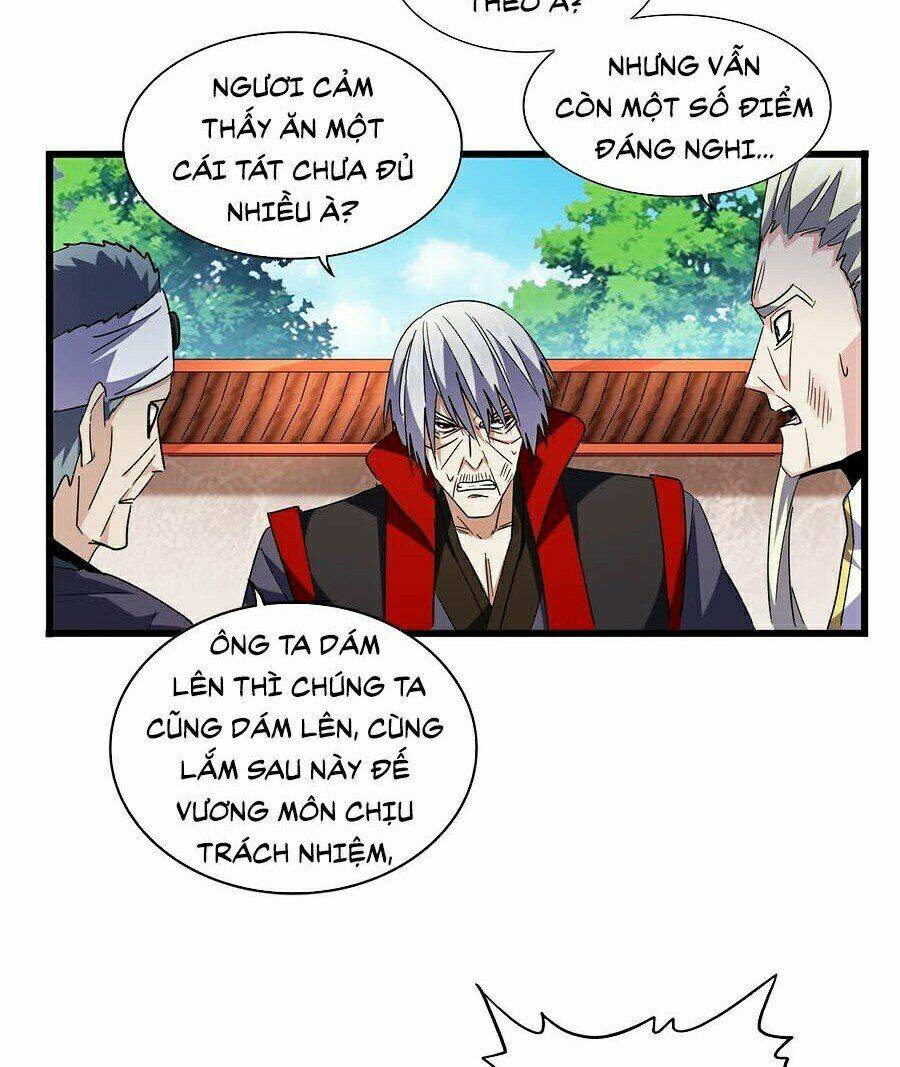 THEO À?
NHƯNG VẪN
CÒN MỘT SỐ ĐIỂM
ĐÁNG NGHI...
NGƯƠI CẢM
THẤY ĂN MỘT
CÁI TÁT CHƯA ĐỦ
NHIỀU À?
ÔNG TA DÁM
LÊN THÌ CHÚNG TA
CŨNG DÁM LÊN, CÙNG
LẮM SAU NÀY ĐẾ
VƯƠNG MÔN CHỊU
TRÁCH NHIỆM,